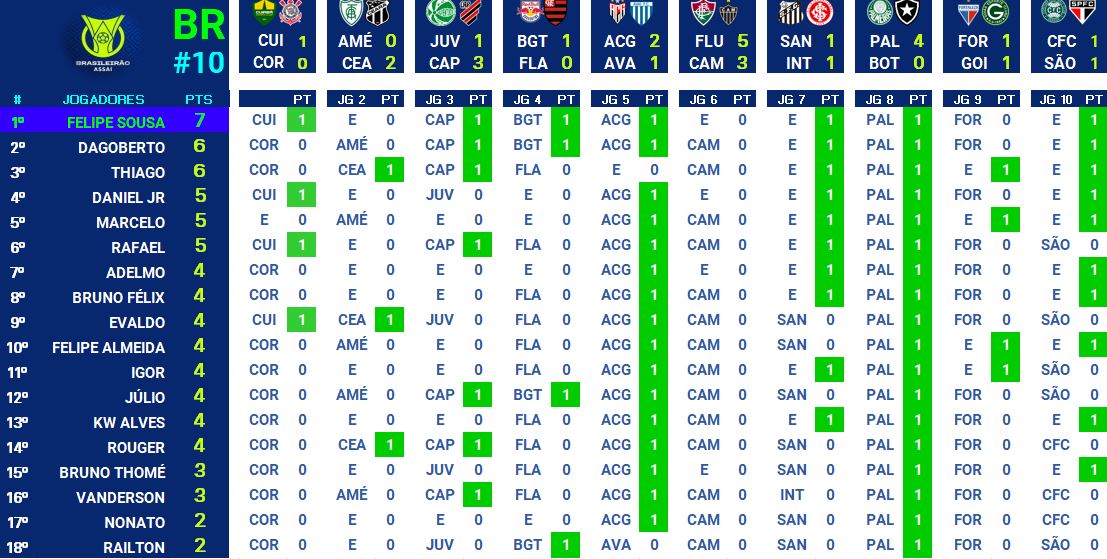 BR
#10
BRASILEIRÃO
ASSAÍ
CUI 1 AMÉ 0 JUV 1 BGT 1 ACG 2 FLU 5 SAN 1 PAL 4 FOR 1 CFC 1
COR 0 CEA 2 CAP 3 FLA 0 AVA 1 CAM 3 INT 1 BOT 0 GOI 1 SÃO 1
# JOGADORES PTS PT JG 2 PT JG 3 PT JG 4 PT JG 5 PT JG 6 PT JG 7 PT JG 8 PT JG 9 PT JG 10 PT
1º FELIPE SOUSA 7 CUI 1 E 0 CAP 1 BGT 1 ACG 1 E 0 E 1 PAL 1 FOR 0 E 1
2º DAGOBERTO 6 COR 0 AMÉ 0 CAP 1 BGT 1 ACG 1 CAM 0 E 1 PAL 1 FOR 0 E 1
3º THIAGO 6 COR 0 CEA 1 CAP 1 FLA 0 E 0 CAM 0 E 1 PAL 1 E 1 E 1
4º DANIEL JR 5 CUI 1 E 0 JUV 0 E 0 ACG 1 E 0 E 1 PAL 1 FOR 0 E 1
5º MARCELO 5 E 0 AMÉ 0 E 0 E 0 ACG 1 CAM 0 E 1 PAL 1 E 1 E 1
6º RAFAEL 5 CUI 1 E 0 CAP 1 FLA 0 ACG 1 CAM 0 E 1 PAL 1 FOR 0 SÃO 0
7º ADELMO 4 COR 0 E 0 E 0 E 0 ACG 1 E 0 E 1 PAL 1 FOR 0 E 1
8º BRUNO FÉLIX 4 COR 0 E 0 E 0 FLA 0 ACG 1 CAM 0 E 1 PAL 1 FOR 0 E 1
9º EVALDO 4 CUI 1 CEA 1 JUV 0 FLA 0 ACG 1 CAM 0 SAN 0 PAL 1 FOR 0 SÃO 0
10º FELIPE ALMEIDA 4 COR 0 AMÉ 0 E 0 FLA 0 ACG 1 CAM 0 SAN 0 PAL 1 E 1 E 1
11º IGOR 4 COR 0 E 0 E 0 FLA 0 ACG 1 CAM 0 E 1 PAL 1 E 1 SÃO 0
12º JÚLIO 4 COR 0 AMÉ 0 CAP 1 BGT 1 ACG 1 CAM 0 SAN 0 PAL 1 FOR 0 SÃO 0
13º KW ALVES 4 COR 0 E 0 E 0 FLA 0 ACG 1 CAM 0 E 1 PAL 1 FOR 0 E 1
14º ROUGER 4 COR 0 CEA 1 CAP 1 FLA 0 ACG 1 CAM 0 SAN 0 PAL 1 FOR 0 CFC 0
15º BRUNO THOMÉ 3 COR 0 E 0 JUV 0 FLA 0 ACG 1 E 0 SAN 0 PAL 1 FOR 0 E 1
16º VANDERSON 3 COR 0 AMÉ 0 CAP 1 FLA 0 ACG 1 CAM 0 INT 0 PAL 1 FOR 0 CFC 0
17º NONATO 2 COR 0 E 0 E 0 E 0 ACG 1 CAM 0 SAN 0 PAL 1 FOR 0 CFC 0
18º RAILTON 2 COR 0 E 0 JUV 0 BGT 1 AVA 0 CAM 0 SAN 0 PAL 1 FOR 0 SÃO 0